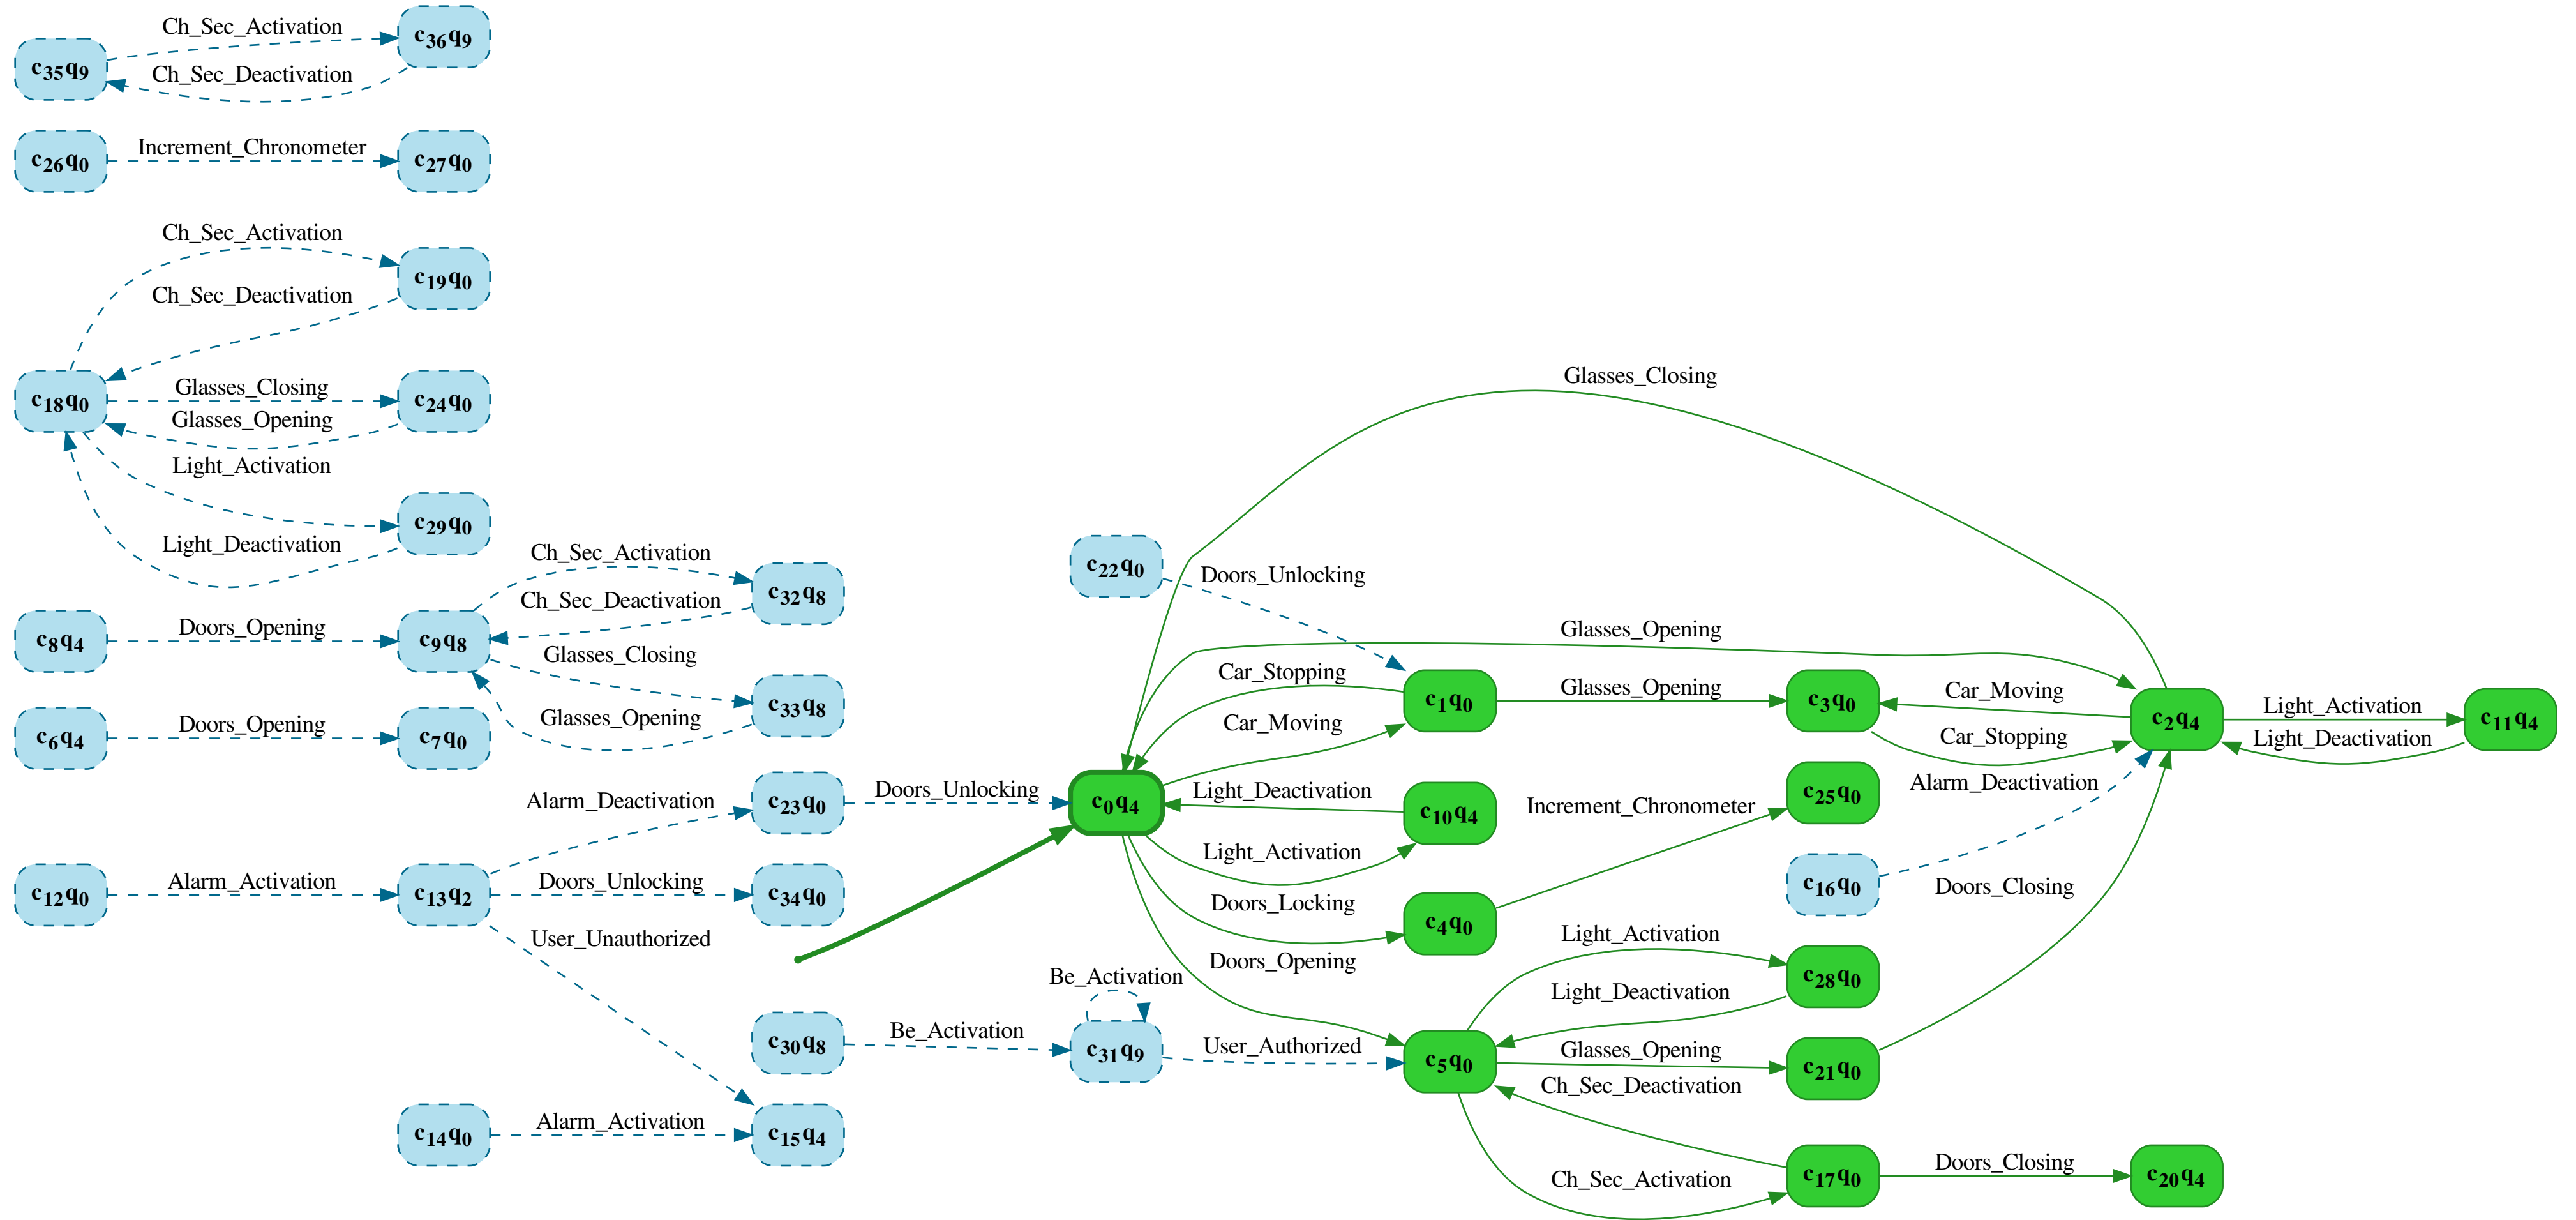 Ch_Sec_Activation
c36q9
c35q9
Ch_Sec_Deactivation
c26q0
Increment_Chronometer
c27q0
Ch_Sec_Activation
c19q0
Ch_Sec_Deactivation
c18q0
Glasses_Closing
c24q0
Glasses_Opening
Light_Activation
c29q0
Light_Deactivation
c8q4
Doors_Opening
c9q8
Ch_Sec_Activation
c32q8
Ch_Sec_Deactivation
Glasses_Closing
c33q8
Glasses_Opening
c6q4
Doors_Opening
c7q0
c12q0
Alarm_Activation
c13q2
Alarm_Deactivation
c23q0
Doors_Unlocking
Doors_Unlocking
c34q0
User_Unauthorized
c14q0
Alarm_Activation
c15q4
c30q8
Be_Activation
Be_Activation
c31q9
User_Authorized
c22q0
Doors_Unlocking
Glasses_Closing
Glasses_Opening
Car_Stopping
c1q0
Car_Moving
Glasses_Opening
c3q0
Car_Moving
Car_Stopping
c2q4
Light_Activation
c11q4
Light_Deactivation
c0q4
Light_Deactivation
c10q4
Light_Activation
Increment_Chronometer
c25q0
Alarm_Deactivation
c16q0
Doors_Closing
Doors_Locking
c4q0
Doors_Opening
Light_Activation
c28q0
Light_Deactivation
c5q0
Glasses_Opening
c21q0
Ch_Sec_Deactivation
Ch_Sec_Activation
c17q0
Doors_Closing
c20q4